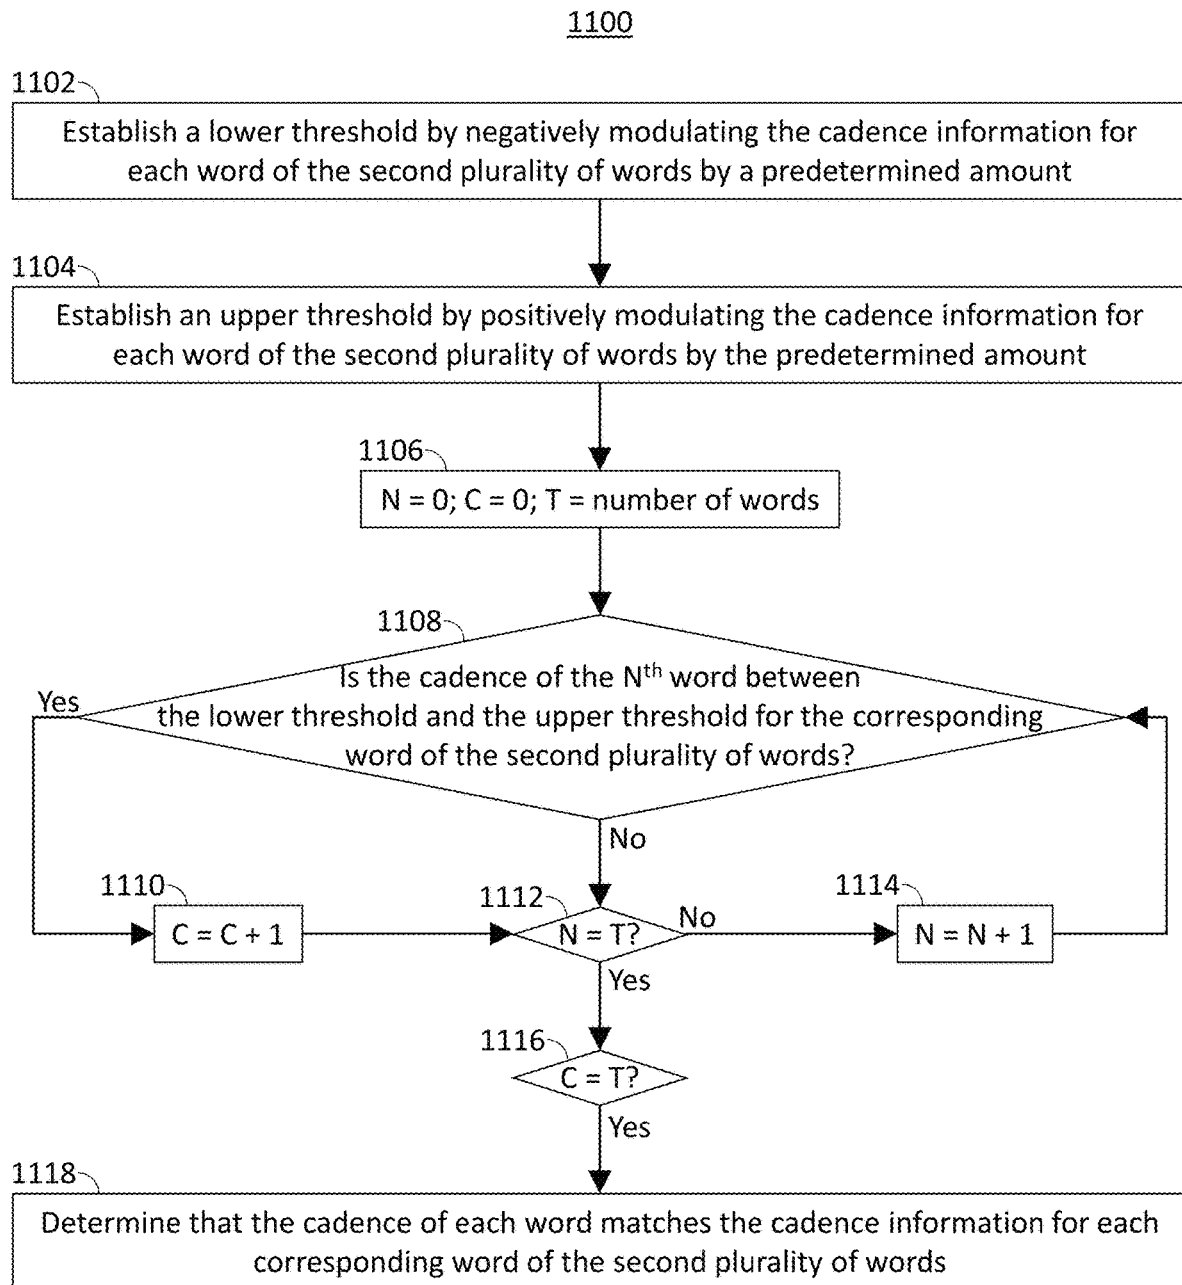 1100
1102
Establish a lower threshold by negatively modulating the cadence information for
each word of the second plurality of words by a predetermined amount
1104
Establish an upper threshold by positively modulating the cadence information for
each word of the second plurality of words by the predetermined amount
1106
N = 0; C = 0; T = number of words
1108
Is the cadence of the Nth word between
the lower threshold and the upper threshold for the corresponding
word of the second plurality of words?
Yes
No
1110
C = C + 1
1112
N = T?
No
1114
N = N + 1
Yes
1116
C = T?
Yes
1118
Determine that the cadence of each word matches the cadence information for each
corresponding word of the second plurality of words